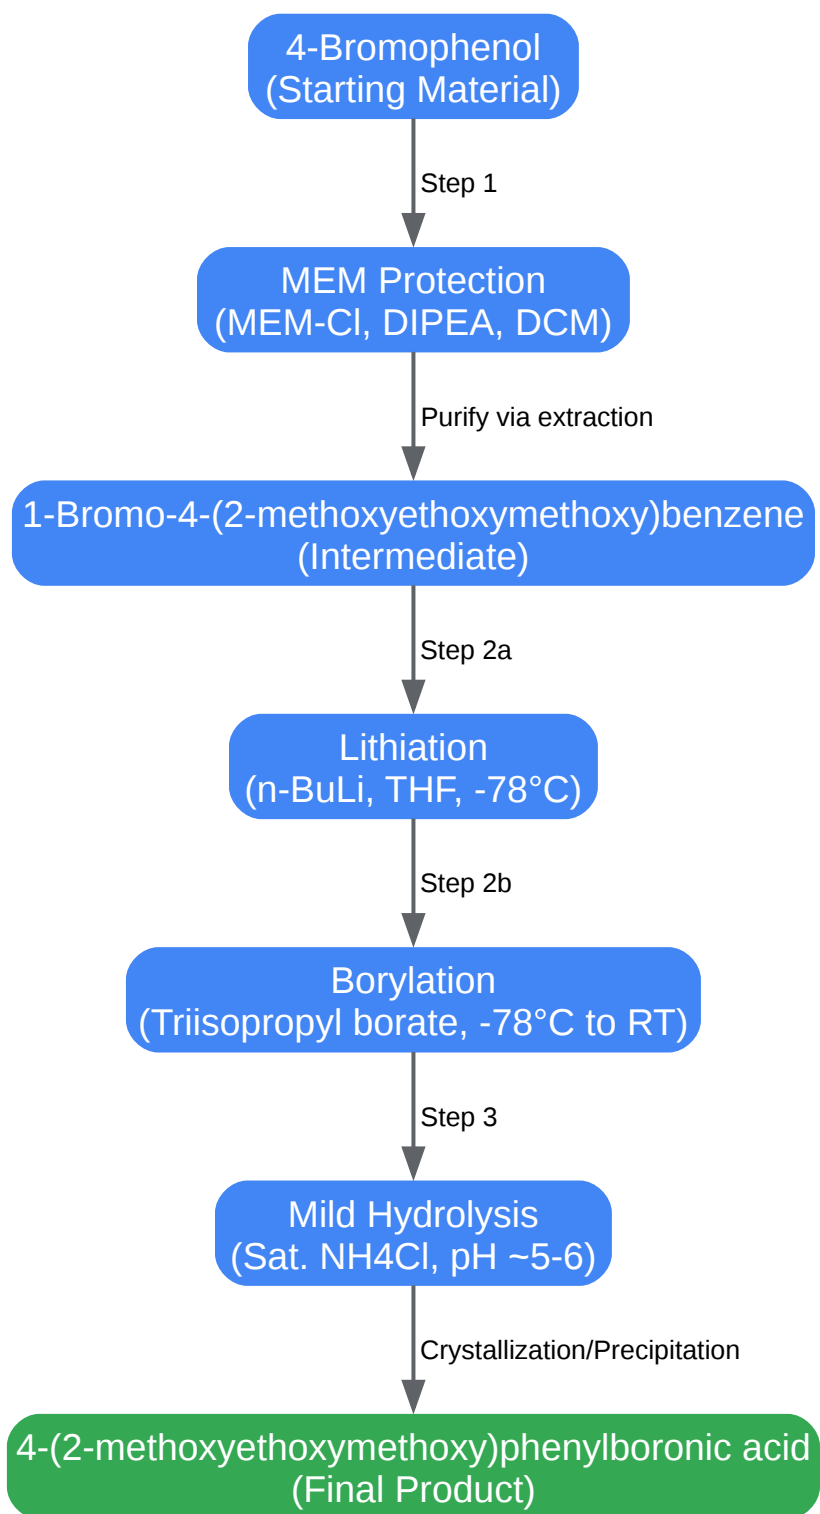 4-Bromophenol
(Starting Material)
Step 1
MEM Protection
(MEM-Cl, DIPEA, DCM)
Purify via extraction
1-Bromo-4-(2-methoxyethoxymethoxy)benzene
(Intermediate)
Step 2a
Lithiation
(n-BuLi, THF, -78°C)
Step 2b
Borylation
(Triisopropyl borate, -78°C to RT)
Step 3
Mild Hydrolysis
(Sat. NH4Cl, pH ~5-6)
Crystallization/Precipitation
4-(2-methoxyethoxymethoxy)phenylboronic acid
(Final Product)